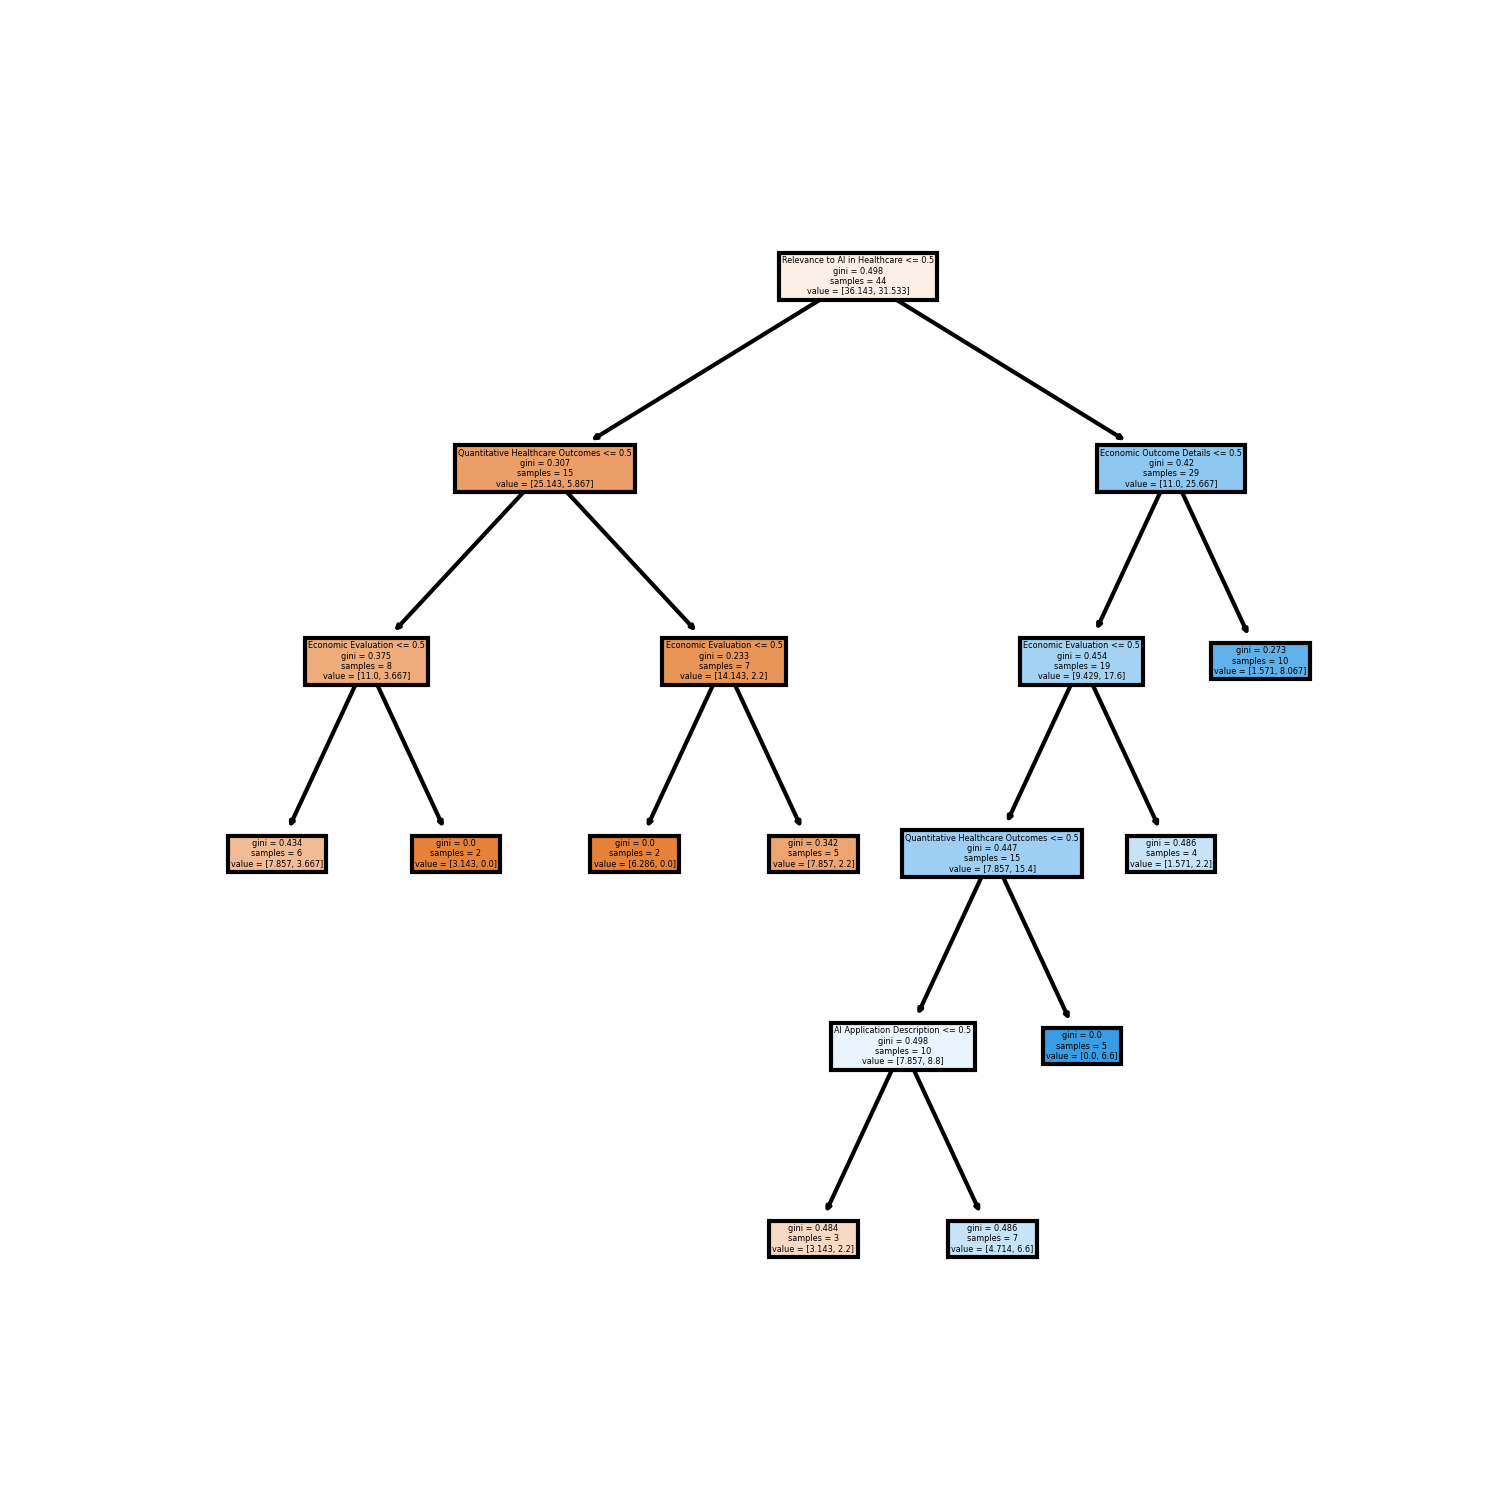 Relevance to AI in Healthcare <= 0.5
gini = 0.498
samples = 44
value = [36.143, 31.533]
Quantitative Healthcare Outcomes <= 0.5
gini = 0.307
samples = 15
value = [25.143, 5.867]
Economic Outcome Details <= 0.5
gini = 0.42
samples = 29
value = [11.0, 25.667]
Economic Evaluation <= 0.5
gini = 0.375
samples = 8
value = [11.0, 3.667]
Economic Evaluation <= 0.5
gini = 0.233
samples = 7
value = [14.143, 2.2]
Economic Evaluation <= 0.5
gini = 0.454
samples = 19
value = [9.429, 17.6]
gini = 0.273
samples = 10
value = [1.571, 8.067]
gini = 0.434
samples = 6
value = [7.857, 3.667]
gini = 0.0
samples = 2
value = [3.143, 0.0]
gini = 0.0
samples = 2
value = [6.286, 0.0]
gini = 0.342
samples = 5
value = [7.857, 2.2]
Quantitative Healthcare Outcomes <= 0.5
gini = 0.447
samples = 15
value = [7.857, 15.4]
gini = 0.486
samples = 4
value = [1.571, 2.2]
AI Application Description <= 0.5
gini = 0.498
samples = 10
value = [7.857, 8.8]
gini = 0.0
samples = 5
value = [0.0, 6.6]
gini = 0.484
samples = 3
value = [3.143, 2.2]
gini = 0.486
samples = 7
value = [4.714, 6.6]